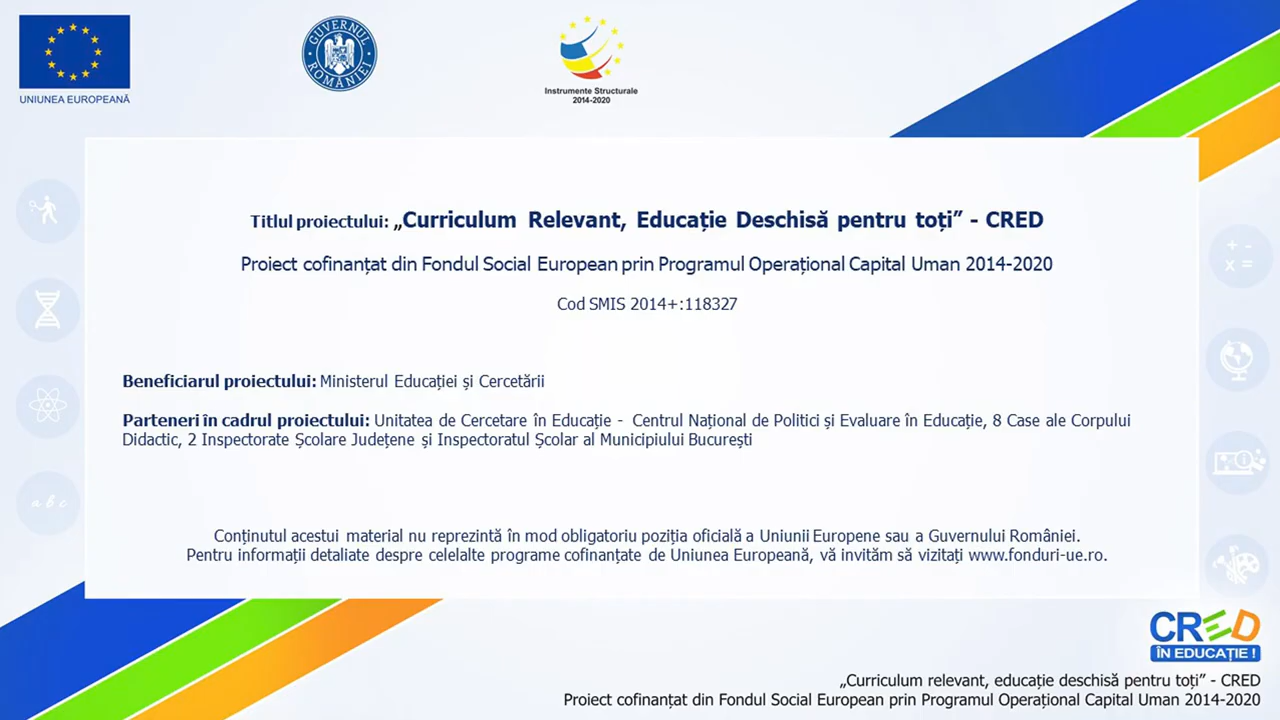 UNIUNEA EUROPEANĂ
GUVERNUL ROMÂNIEI
Instrumente Structurale
2014-2020
Titlul proiectului: „Curriculum Relevant, Educație Deschisă pentru toți” - CRED
Proiect cofinanțat din Fondul Social European prin Programul Operațional Capital Uman 2014-2020
Cod SMIS 2014+:118327
Beneficiarul proiectului: Ministerul Educației și Cercetării
Parteneri în cadrul proiectului: Unitatea de Cercetare în Educație - Centrul Național de Politici și Evaluare în Educație, 8 Case ale Corpului
Didactic, 2 Inspectorate Școlare Județene și Inspectoratul Școlar al Municipiului București
a b c
+ -
x =
Conținutul acestui material nu reprezintă în mod obligatoriu poziția oficială a Uniunii Europene sau a Guvernului României.
Pentru informații detaliate despre celelalte programe cofinanțate de Uniunea Europeană, vă invităm să vizitați www.fonduri-ue.ro.
CRED
ÎN EDUCAȚIE !
„Curriculum relevant, educație deschisă pentru toți” - CRED
Proiect cofinanțat din Fondul Social European prin Programul Operațional Capital Uman 2014-2020